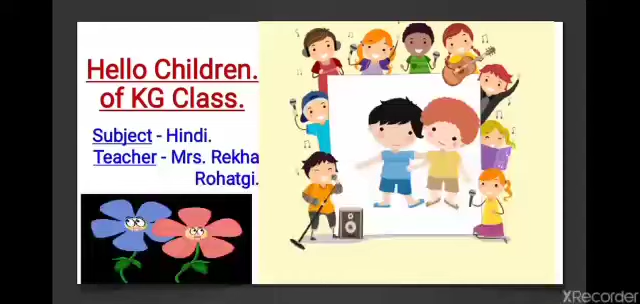 Hello Children.
of KG Class.
Subject - Hindi.
Teacher - Mrs. Rekha
Rohatgi.
XRecorder